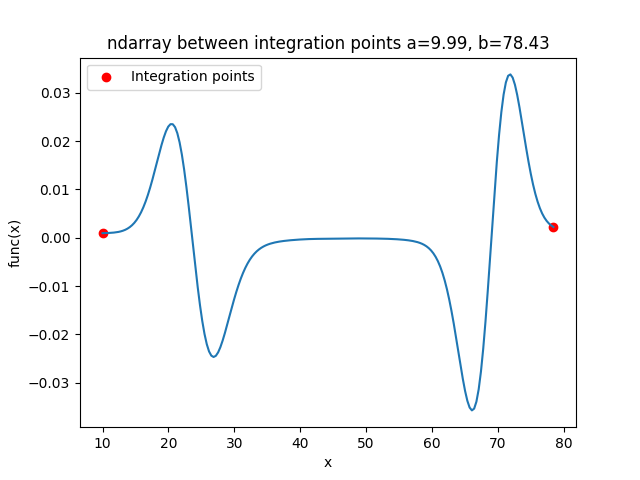 ndarray between integration points a=9.99, b=78.43
Integration points
func(x)
0.03
0.02
0.01
0.00
−0.01
−0.02
−0.03
10 20 30 40 50 60 70 80
x